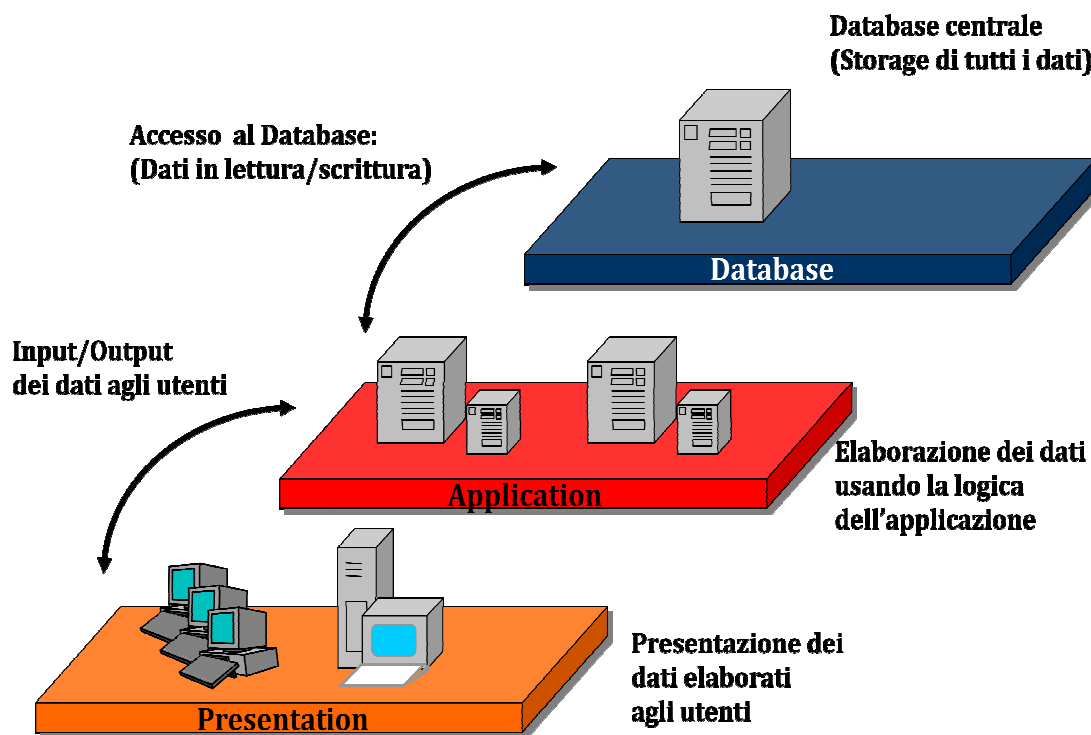 Database centrale
(Storage di tutti i dati)
Accesso al Database:
(Dati in lettura/scrittura)
Database
Input/Output
dei dati agli utenti
Elaborazione dei dati
usando la logica
dell'applicazione
Application
Presentazione dei
dati elaborati
agli utenti
Presentation